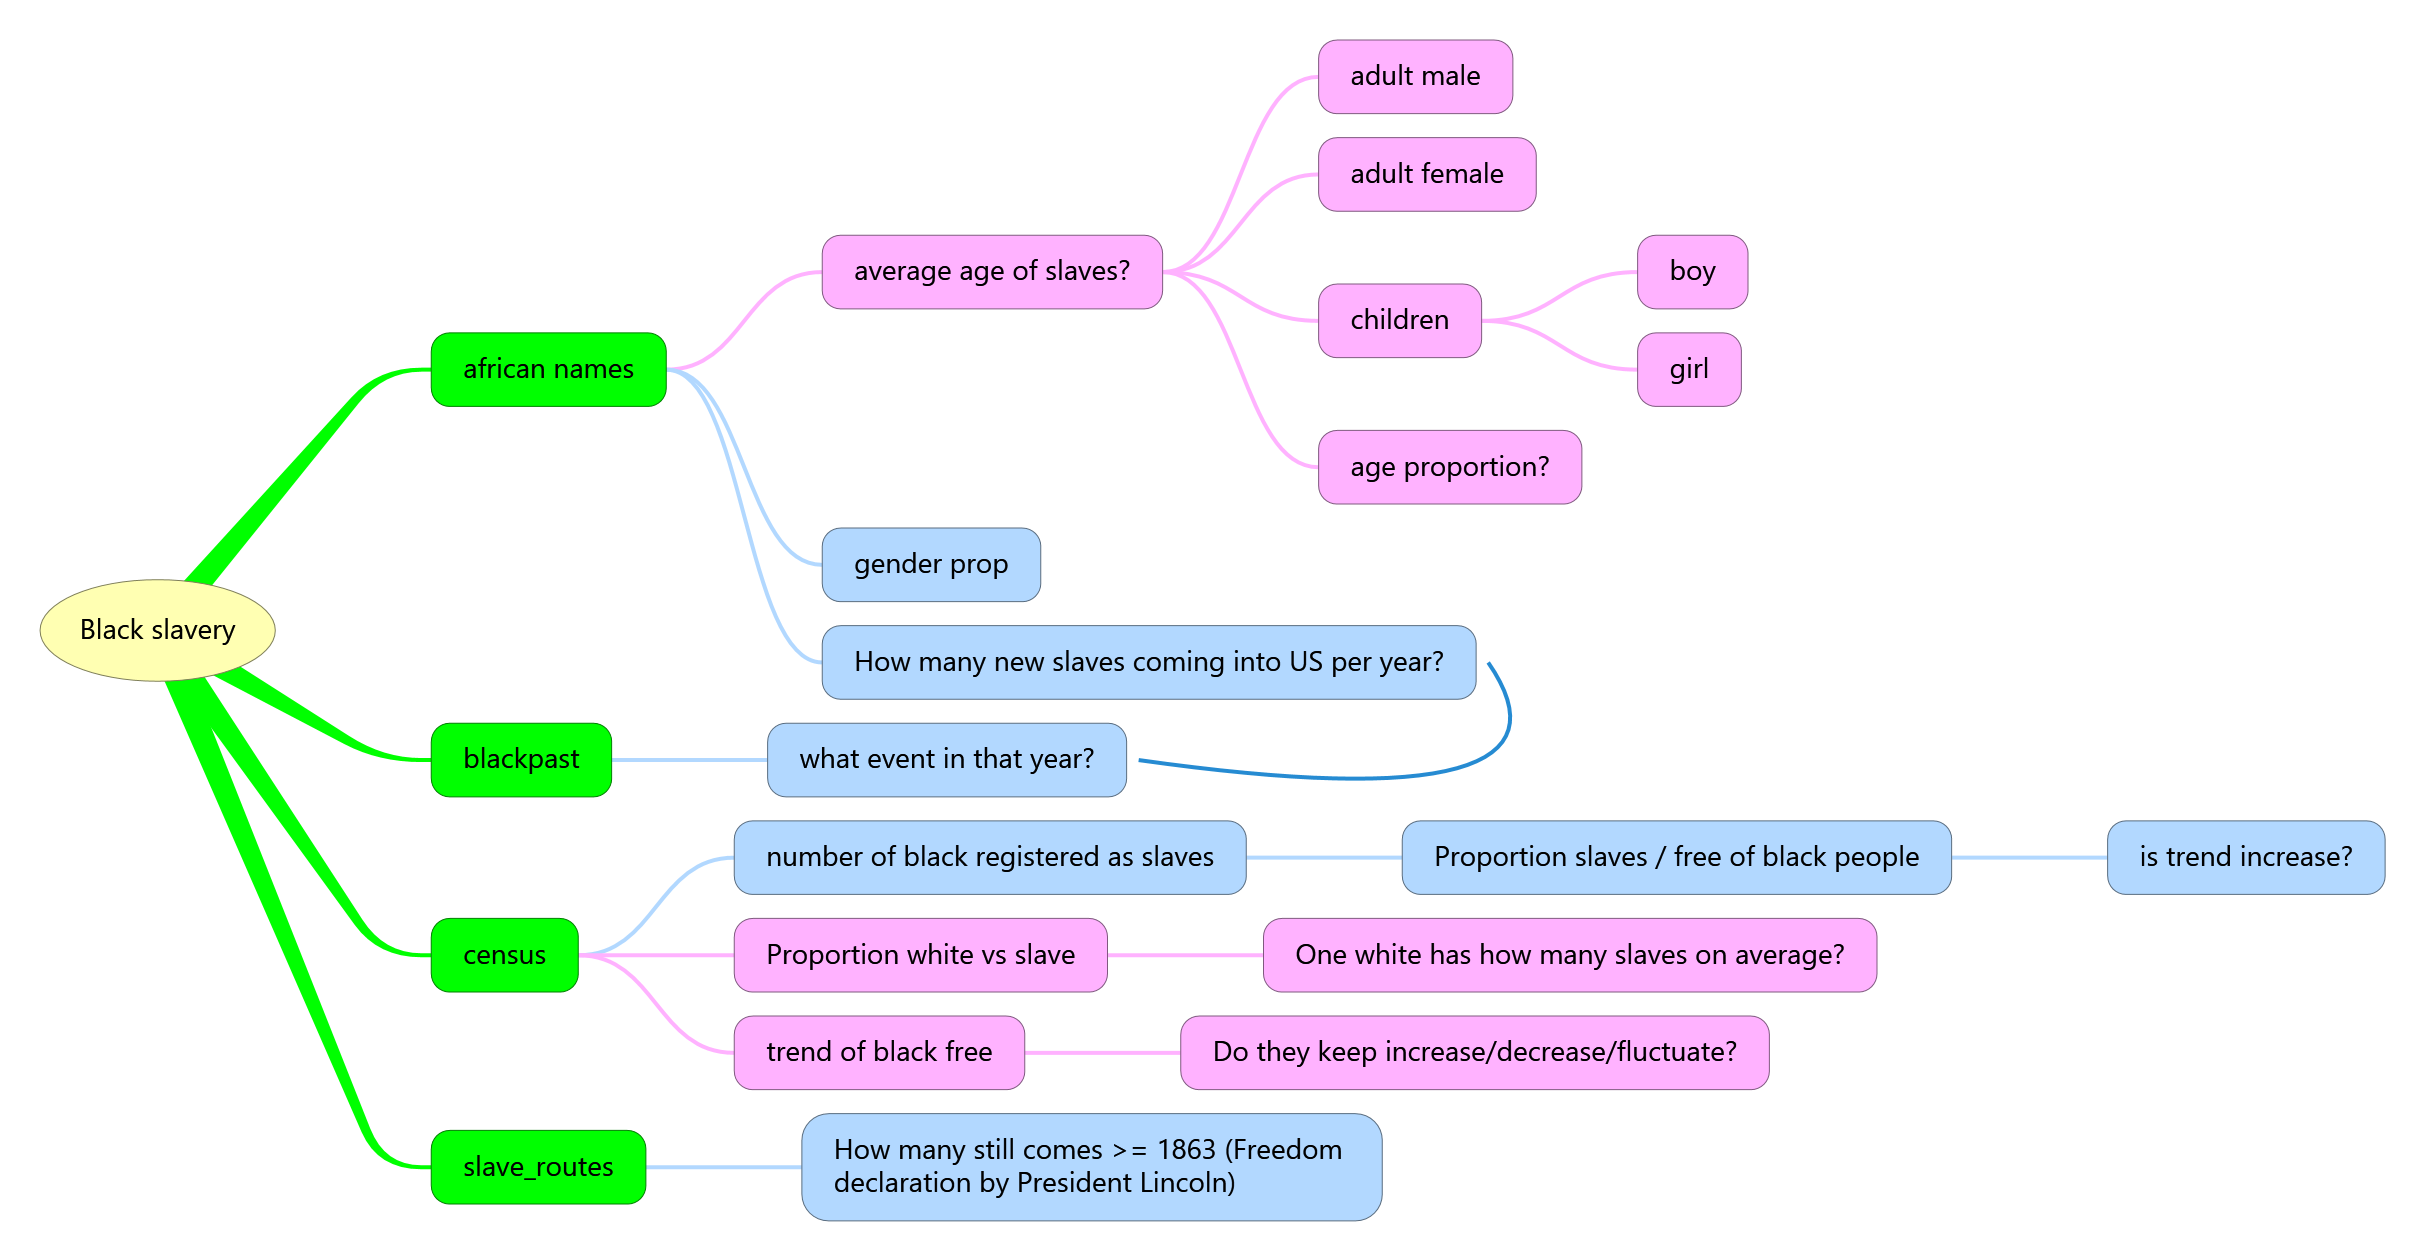 Black slavery
african names
average age of slaves?
adult male
adult female
children
boy
girl
age proportion?
gender prop
How many new slaves coming into US per year?
blackpast
what event in that year?
census
number of black registered as slaves
Proportion slaves / free of black people
is trend increase?
Proportion white vs slave
One white has how many slaves on average?
trend of black free
Do they keep increase/decrease/fluctuate?
slave_routes
How many still comes >= 1863 (Freedom
declaration by President Lincoln)